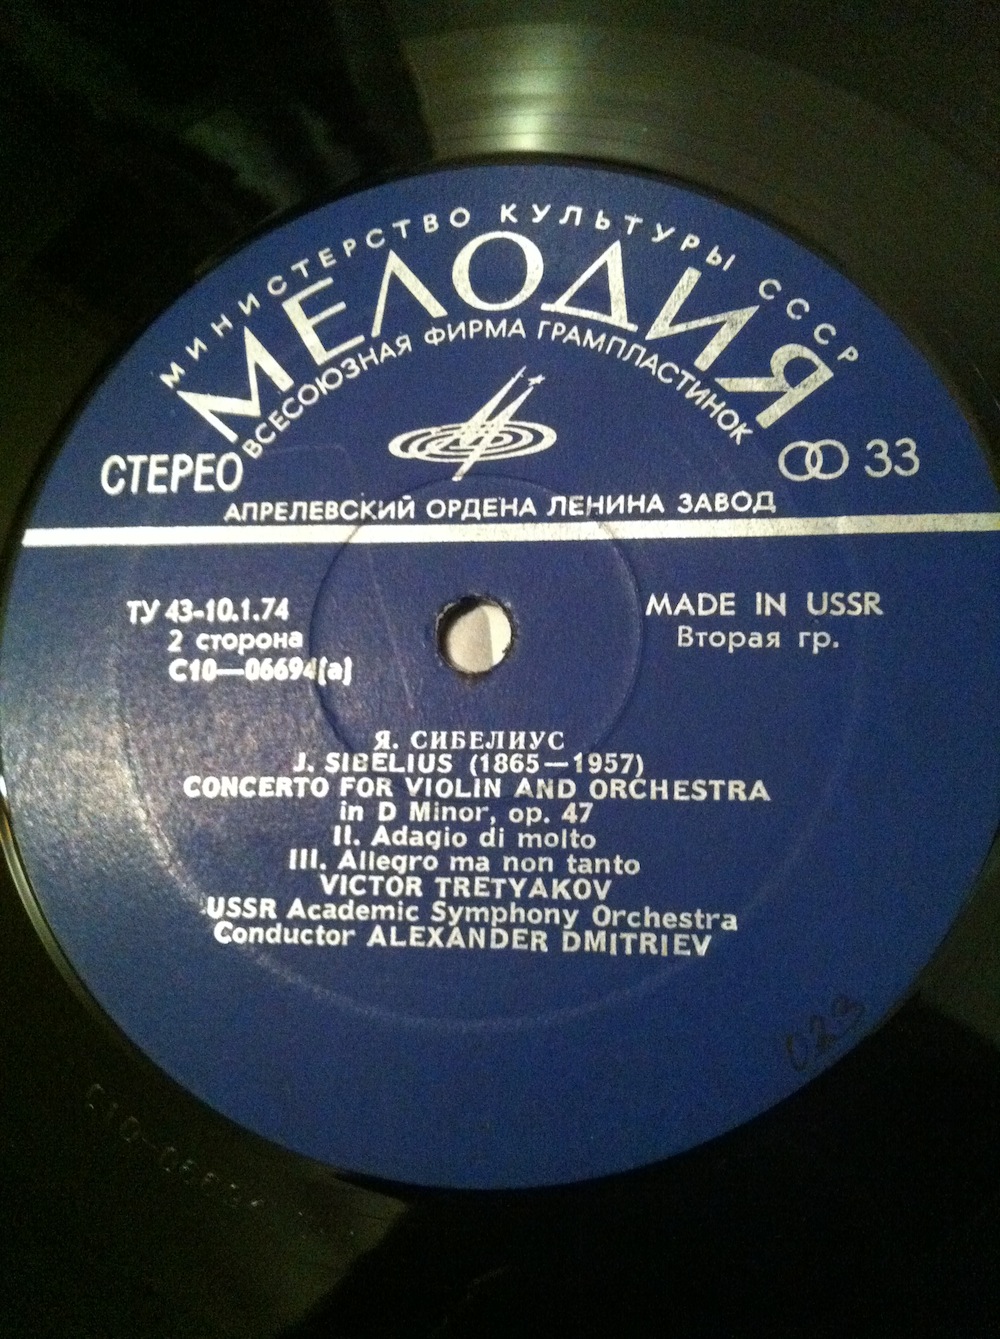 МИНИСТЕРСТВО КУЛЬТУРЫ СССР
МЕЛОДИЯ
ВСЕСОЮЗНАЯ ФИРМА ГРАМПЛАСТИНОК
СТЕРЕО
33
АПРЕЛЕВСКИЙ ОРДЕНА ЛЕНИНА ЗАВОД
ТУ 43-10.1.74
2 сторона
С10—06694(а)
MADE IN USSR
Вторая гр.
Я. СИБЕЛИУС
J. SIBELIUS (1865—1957)
CONCERTO FOR VIOLIN AND ORCHESTRA
in D Minor, op. 47
II. Adagio di molto
III. Allegro ma non tanto
VICTOR TRETYAKOV
USSR Academic Symphony Orchestra
Conductor ALEXANDER DMITRIEV
023